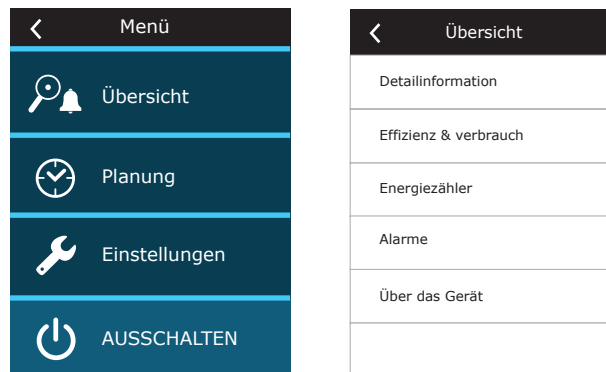 Menü
Übersicht
Planung
Einstellungen
AUSSCHALTEN
Übersicht
Detailinformation
Effizienz & verbrauch
Energiezähler
Alarme
Über das Gerät